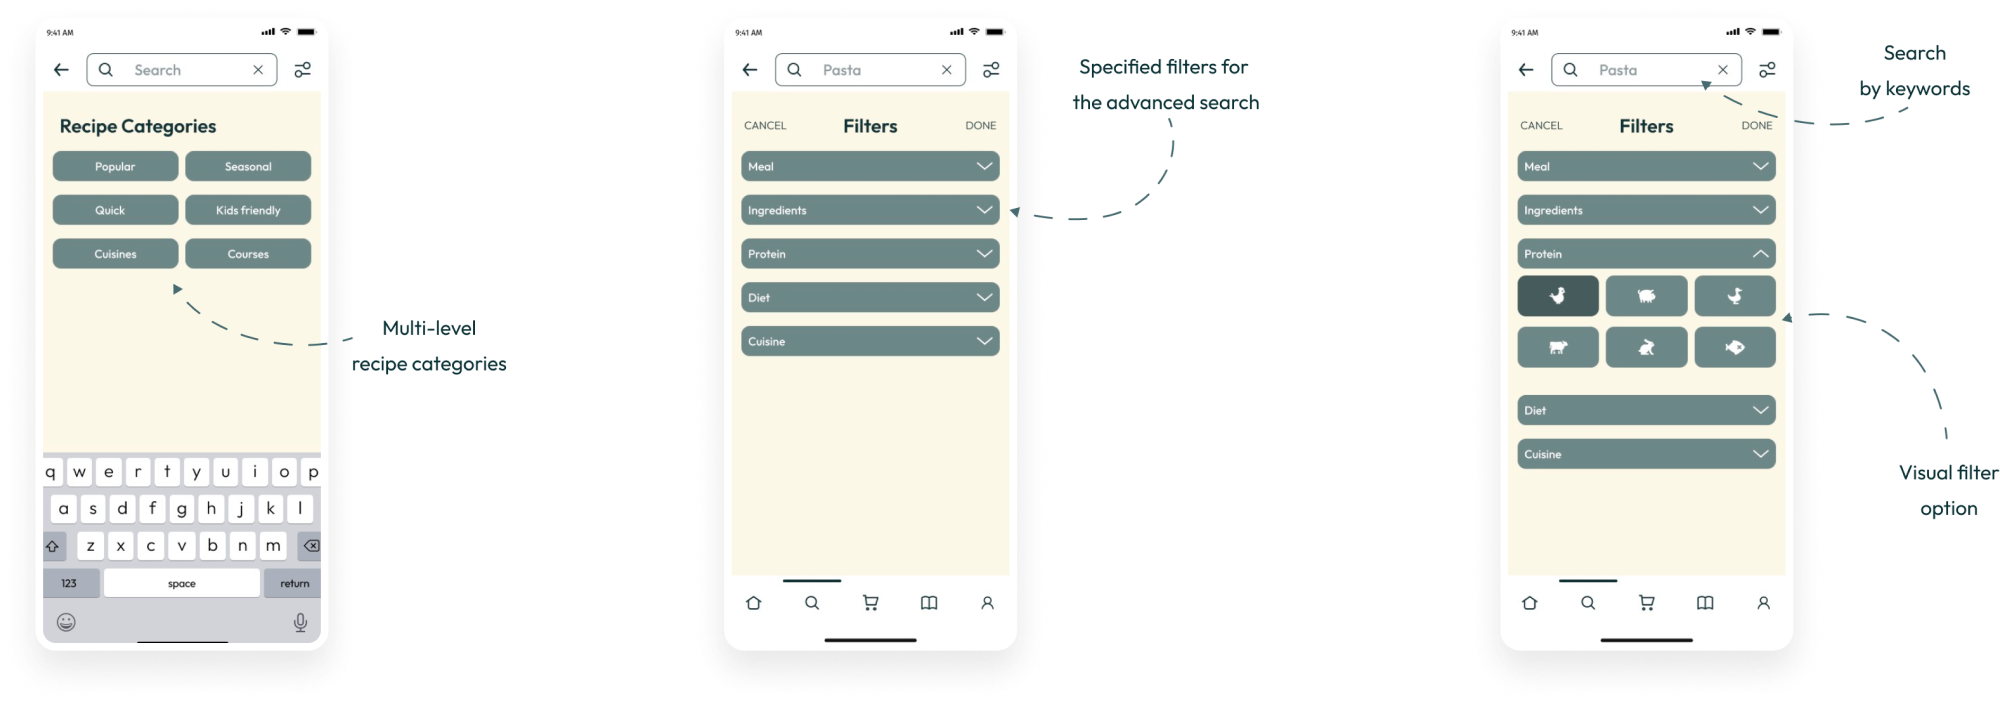 9:41 AM
Search
Recipe Categories
Popular
Seasonal
Quick
Kids friendly
Cuisines
Courses
Multi-level
recipe categories
q w e r t y u i o p
a s d f g h j k l
z x c v b n m
123 space return
9:41 AM
Pasta
CANCEL Filters DONE
Meal
Ingredients
Protein
Diet
Cuisine
Specified filters for
the advanced search
9:41 AM
Pasta
CANCEL Filters DONE
Meal
Ingredients
Protein
Diet
Cuisine
Search
by keywords
Visual filter
option